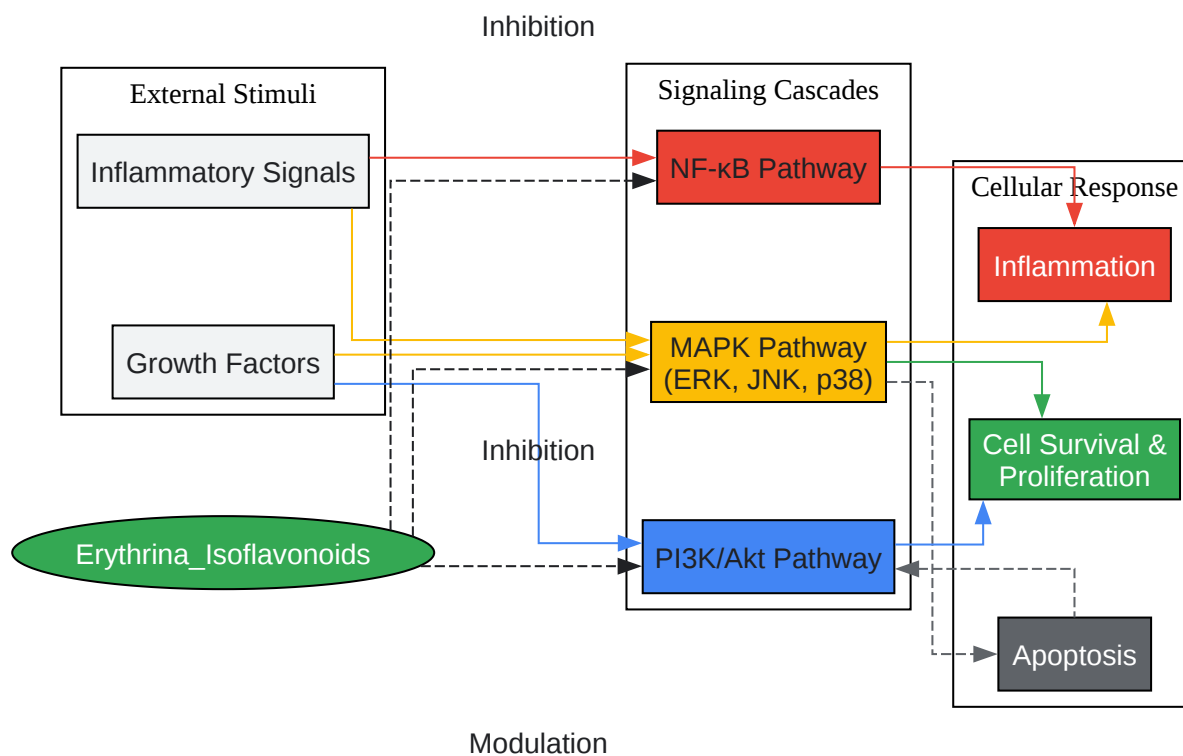 Inhibition
External Stimuli
Signaling Cascades
Inflammatory Signals
NF-κB Pathway
Cellular Response
Inflammation
Growth Factors
MAPK Pathway
(ERK, JNK, p38)
Inhibition
Cell Survival &
Proliferation
Erythrina_Isoflavonoids
PI3K/Akt Pathway
Apoptosis
Modulation